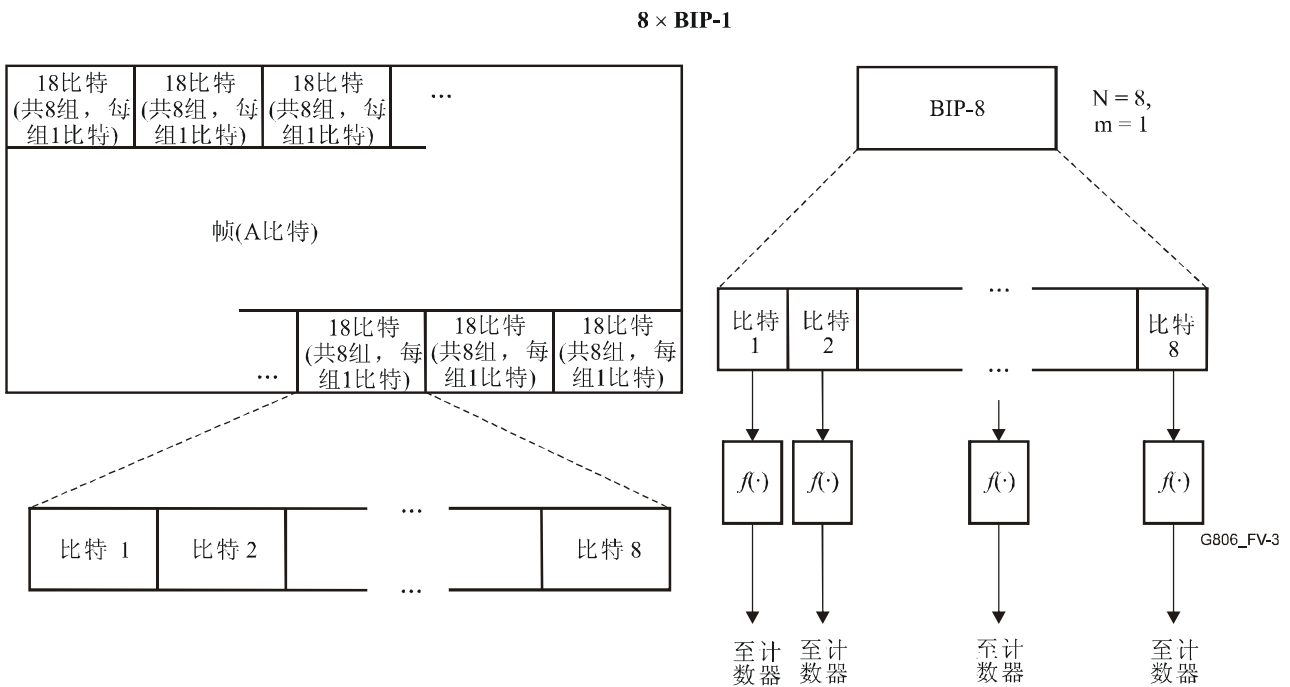 8 × BIP-1
18比特
(共8组，每
组1比特)
18比特
(共8组，每
组1比特)
18比特
(共8组，每
组1比特)
...
帧(A比特)
...
18比特
(共8组，每
组1比特)
18比特
(共8组，每
组1比特)
18比特
(共8组，每
组1比特)
比特 1
比特 2
...
...
比特 8
BIP-8
N = 8,
m = 1
比特
1
比特
2
...
...
比特
8
f(·)
f(·)
f(·)
f(·)
G806_FV-3
至计
数器
至计
数器
至计
数器
至计
数器